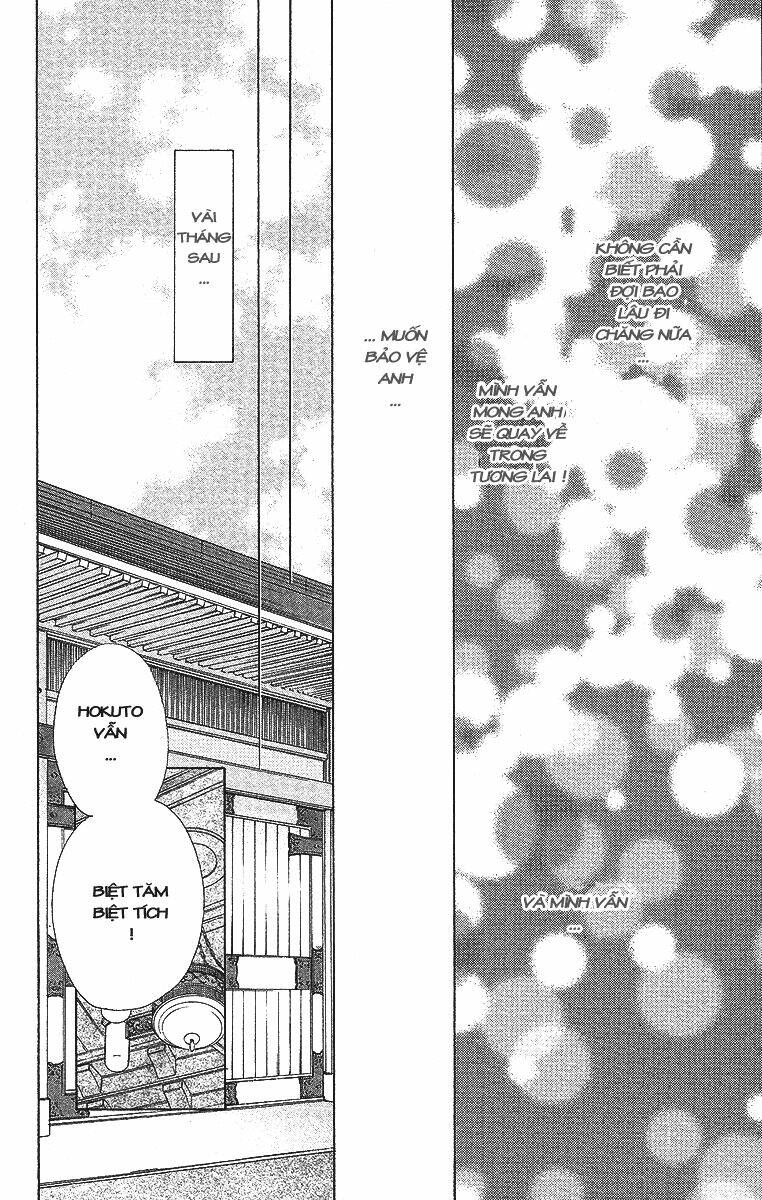 KHÔNG CẦN
BIẾT PHẢI
ĐỢI BAO
LÂU ĐI
CHĂNG NỮA
...
MÌNH VẪN
MONG ANH
SẼ QUAY VỀ
TRONG
TƯƠNG LAI !
VÀ MÌNH VẪN
...
... MUỐN
BẢO VỆ
ANH
...
VÀI
THÁNG
SAU
...
HOKUTO
VẪN
...
BIỆT TĂM
BIỆT TÍCH
!